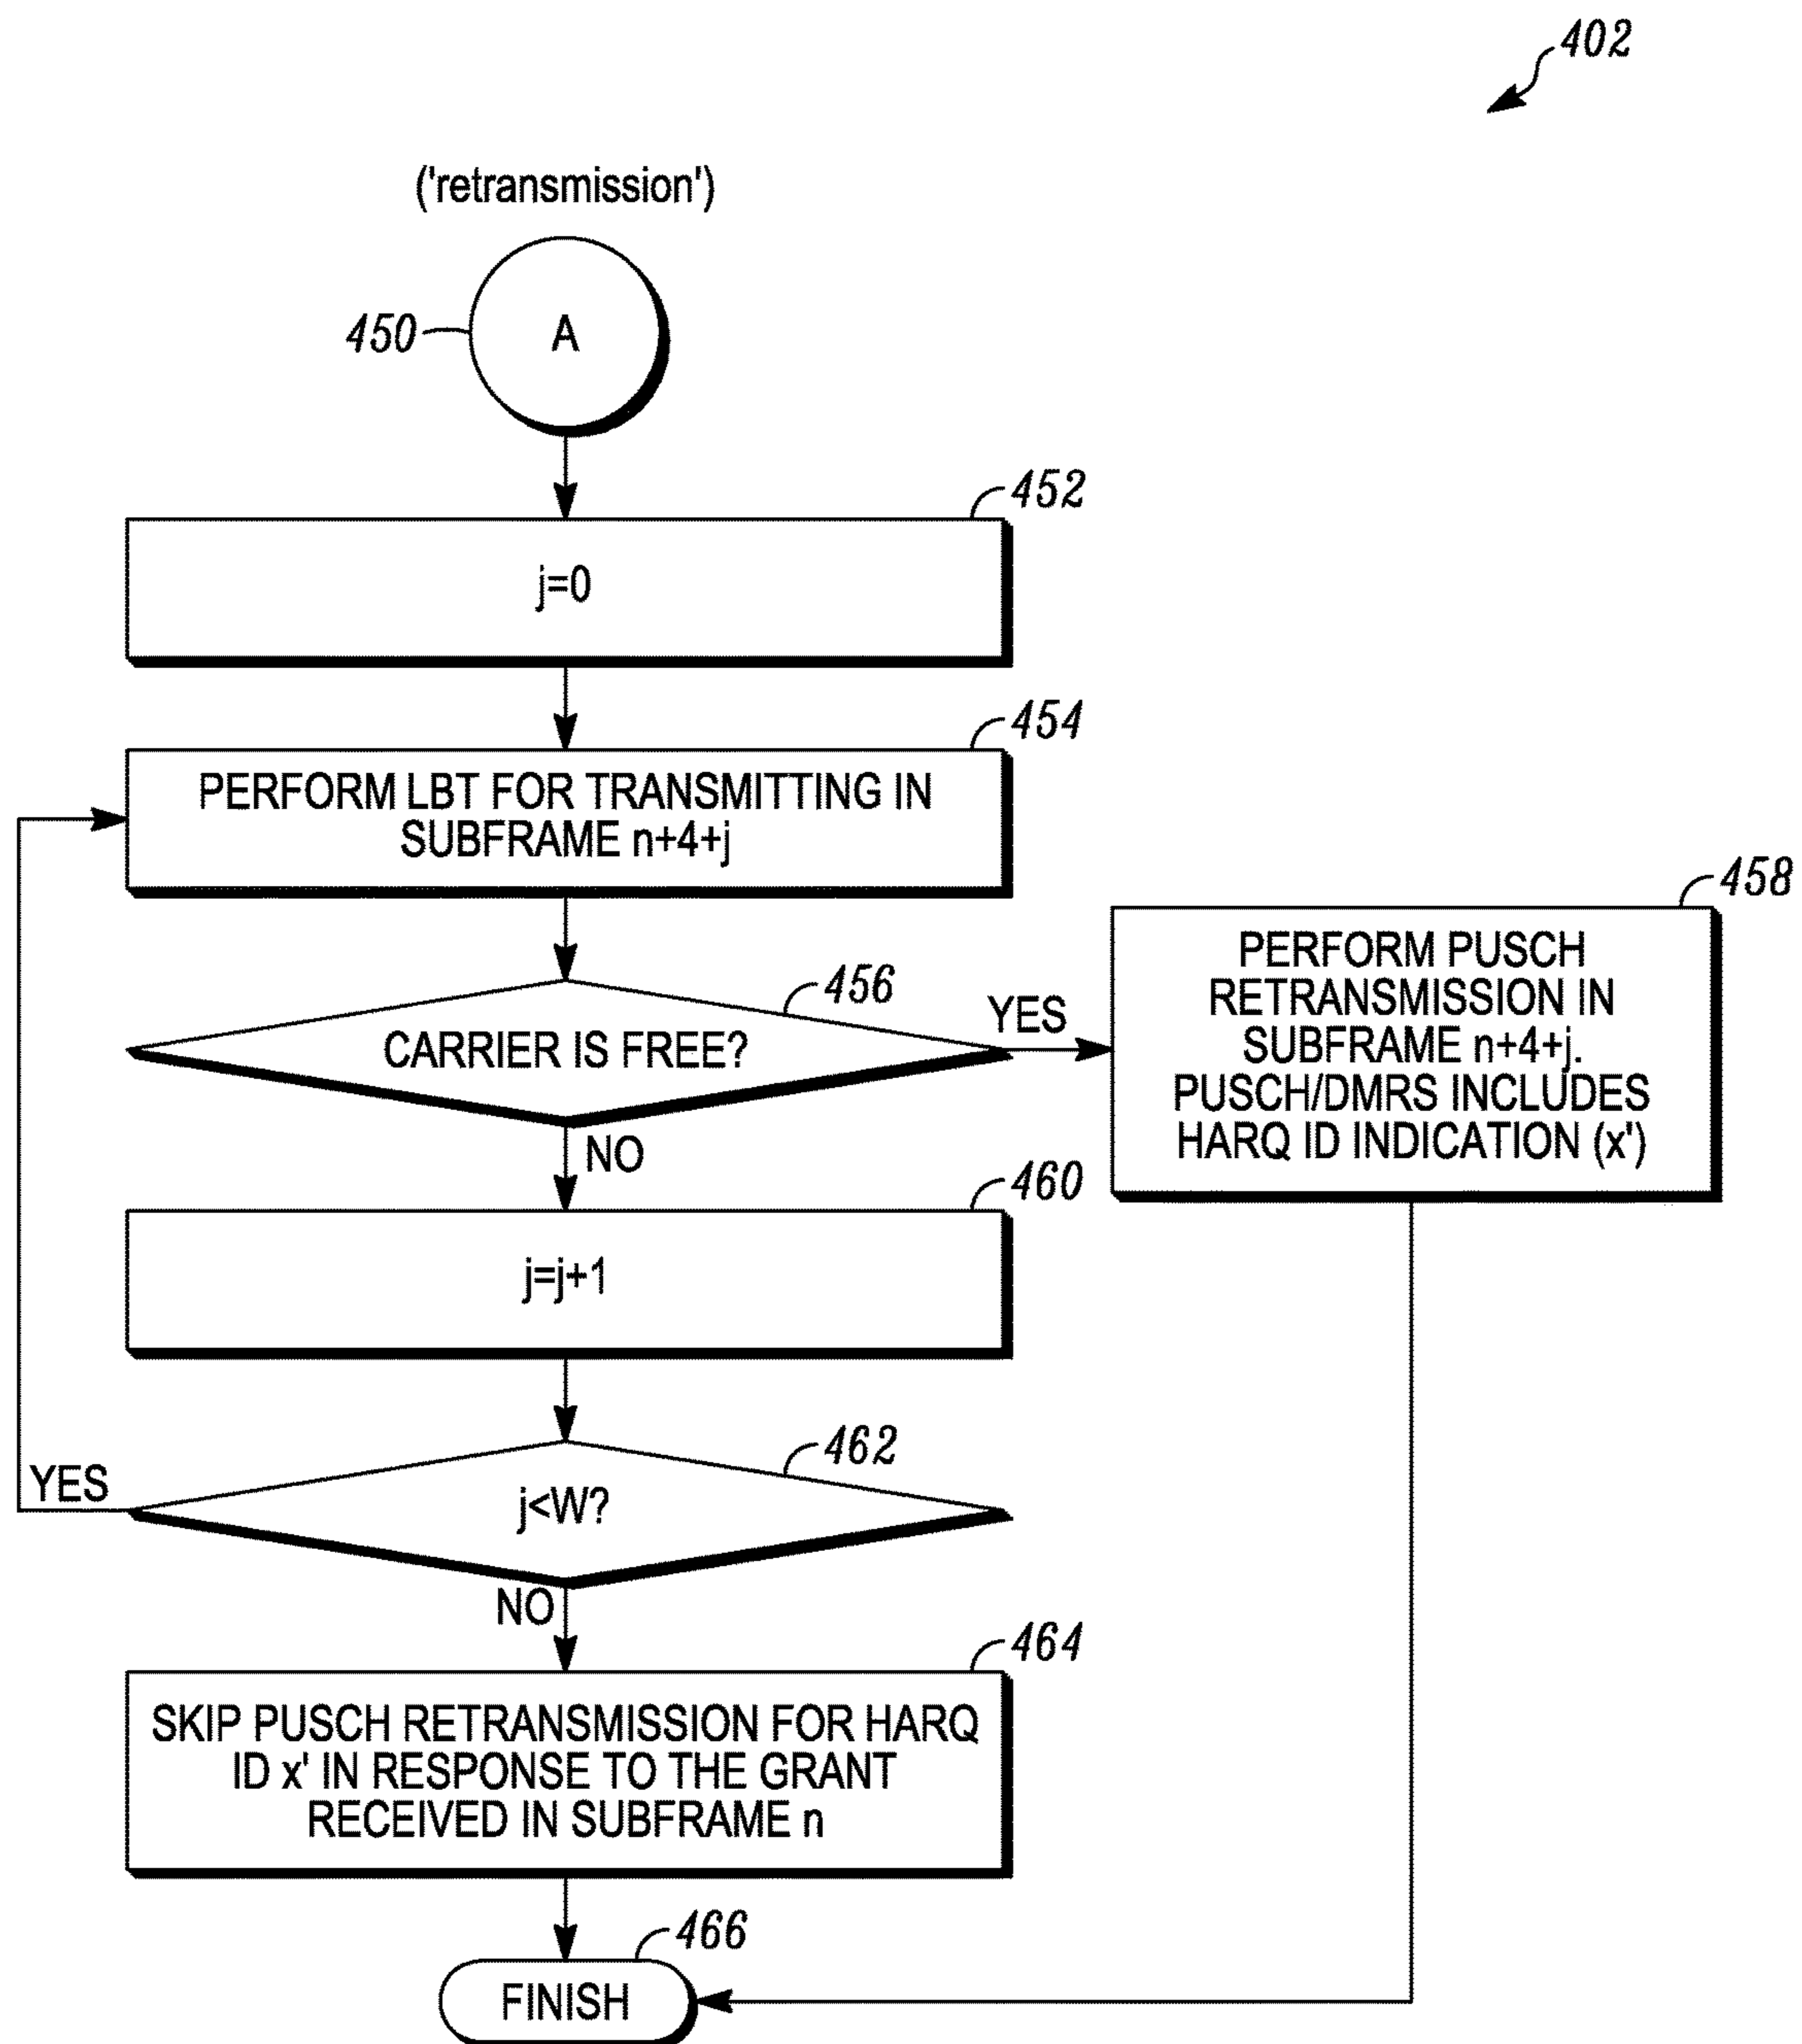 402
('retransmission')
450
A
452
j=0
454
PERFORM LBT FOR TRANSMITTING IN
SUBFRAME n+4+j
456
CARRIER IS FREE?
YES
458
PERFORM PUSCH
RETRANSMISSION IN
SUBFRAME n+4+j.
PUSCH/DMRS INCLUDES
HARQ ID INDICATION (x')
NO
460
j=j+1
462
j<W?
YES
NO
464
SKIP PUSCH RETRANSMISSION FOR HARQ
ID x' IN RESPONSE TO THE GRANT
RECEIVED IN SUBFRAME n
466
FINISH